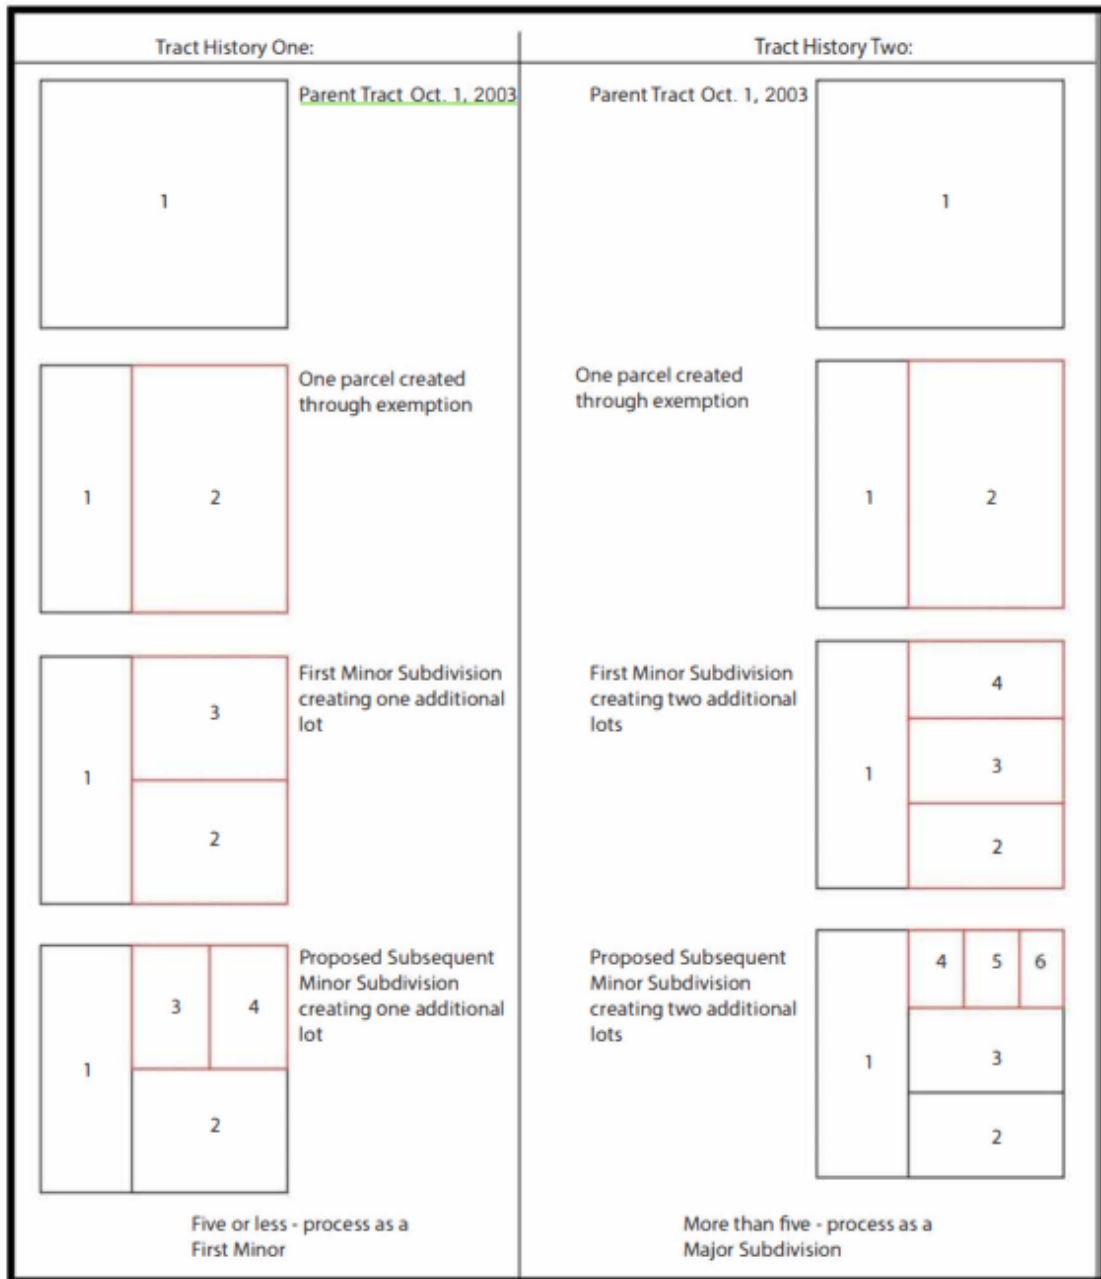 Tract History One:
Parent Tract Oct. 1, 2003
1
One parcel created
through exemption
1
2
First Minor Subdivision
creating one additional
lot
3
1
2
Proposed Subsequent
Minor Subdivision
creating one additional
lot
3
4
1
2
Five or less - process as a
First Minor
Tract History Two:
Parent Tract Oct. 1, 2003
1
One parcel created
through exemption
1
2
First Minor Subdivision
creating two additional
lots
4
3
1
2
Proposed Subsequent
Minor Subdivision
creating two additional
lots
4
5
6
3
1
2
More than five - process as a
Major Subdivision